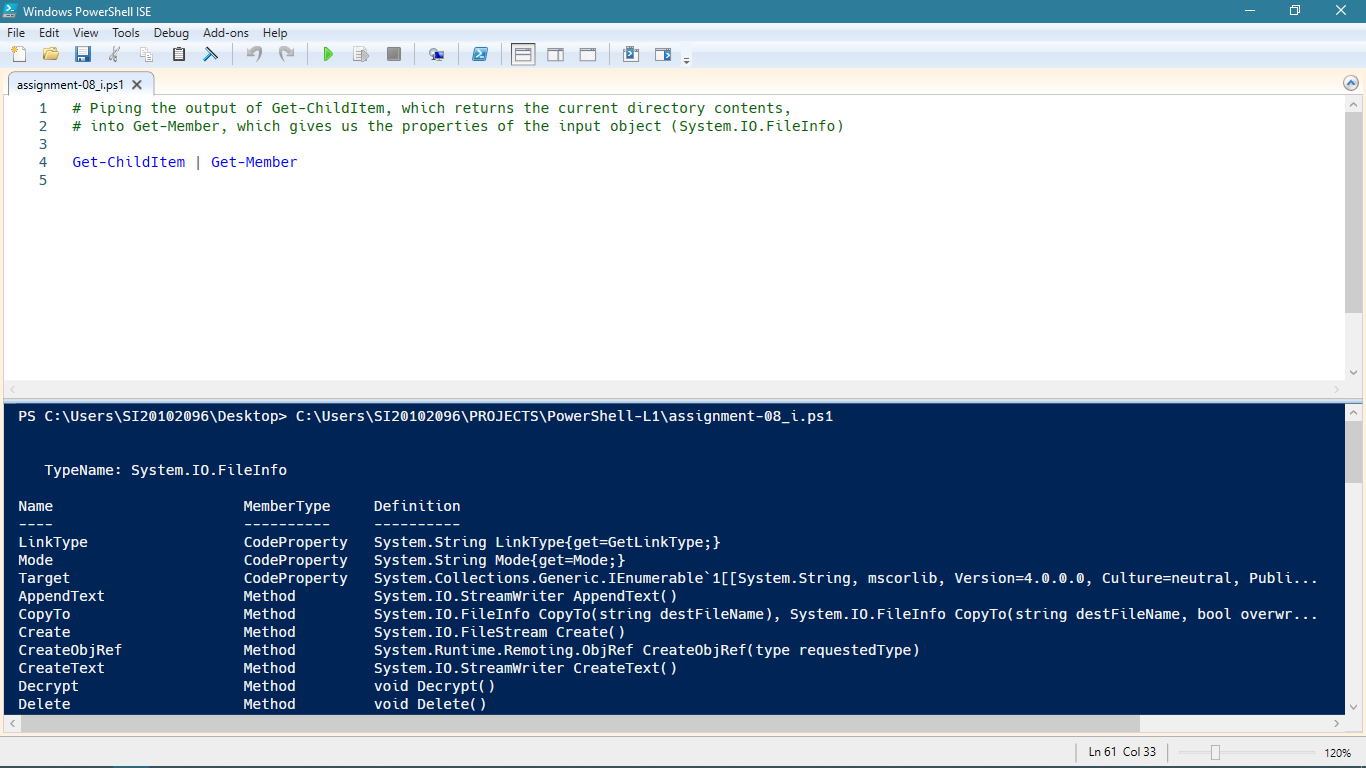 Windows PowerShell ISE
File Edit View Tools Debug Add-ons Help
assignment-08_i.ps1
1 # Piping the output of Get-ChildItem, which returns the current directory contents,
2 # into Get-Member, which gives us the properties of the input object (System.IO.FileInfo)
3
4 Get-ChildItem | Get-Member
5
PS C:\Users\SI20102096\Desktop> C:\Users\SI20102096\PROJECTS\PowerShell-L1\assignment-08_i.ps1
TypeName: System.IO.FileInfo
Name MemberType Definition
---- ---------- ----------
LinkType CodeProperty System.String LinkType{get=GetLinkType;}
Mode CodeProperty System.String Mode{get=Mode;}
Target CodeProperty System.Collections.Generic.IEnumerable`1[[System.String, mscorlib, Version=4.0.0.0, Culture=neutral, Publi...
AppendText Method System.IO.StreamWriter AppendText()
CopyTo Method System.IO.FileInfo CopyTo(string destFileName), System.IO.FileInfo CopyTo(string destFileName, bool overwr...
Create Method System.IO.FileStream Create()
CreateObjRef Method System.Runtime.Remoting.ObjRef CreateObjRef(type requestedType)
CreateText Method System.IO.StreamWriter CreateText()
Decrypt Method void Decrypt()
Delete Method void Delete()
Ln 61 Col 33 120%